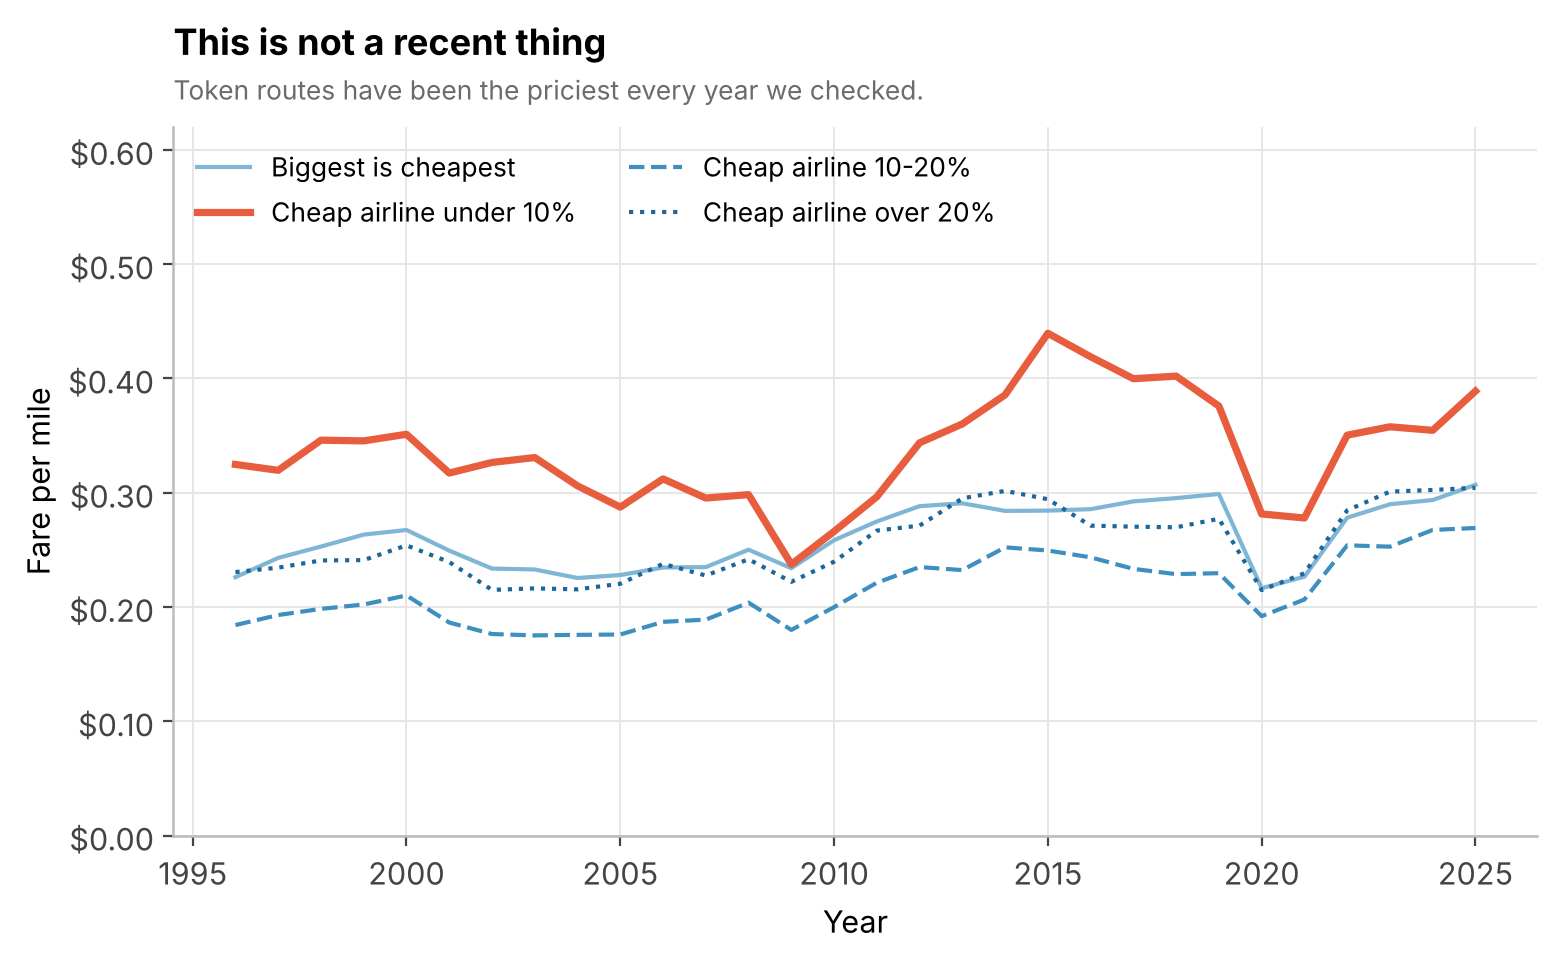 This is not a recent thing
Token routes have been the priciest every year we checked.
$0.60
$0.50
$0.40
$0.30
$0.20
$0.10
$0.00
Fare per mile
Biggest is cheapest
Cheap airline under 10%
Cheap airline 10-20%
Cheap airline over 20%
1995 2000 2005 2010 2015 2020 2025
Year